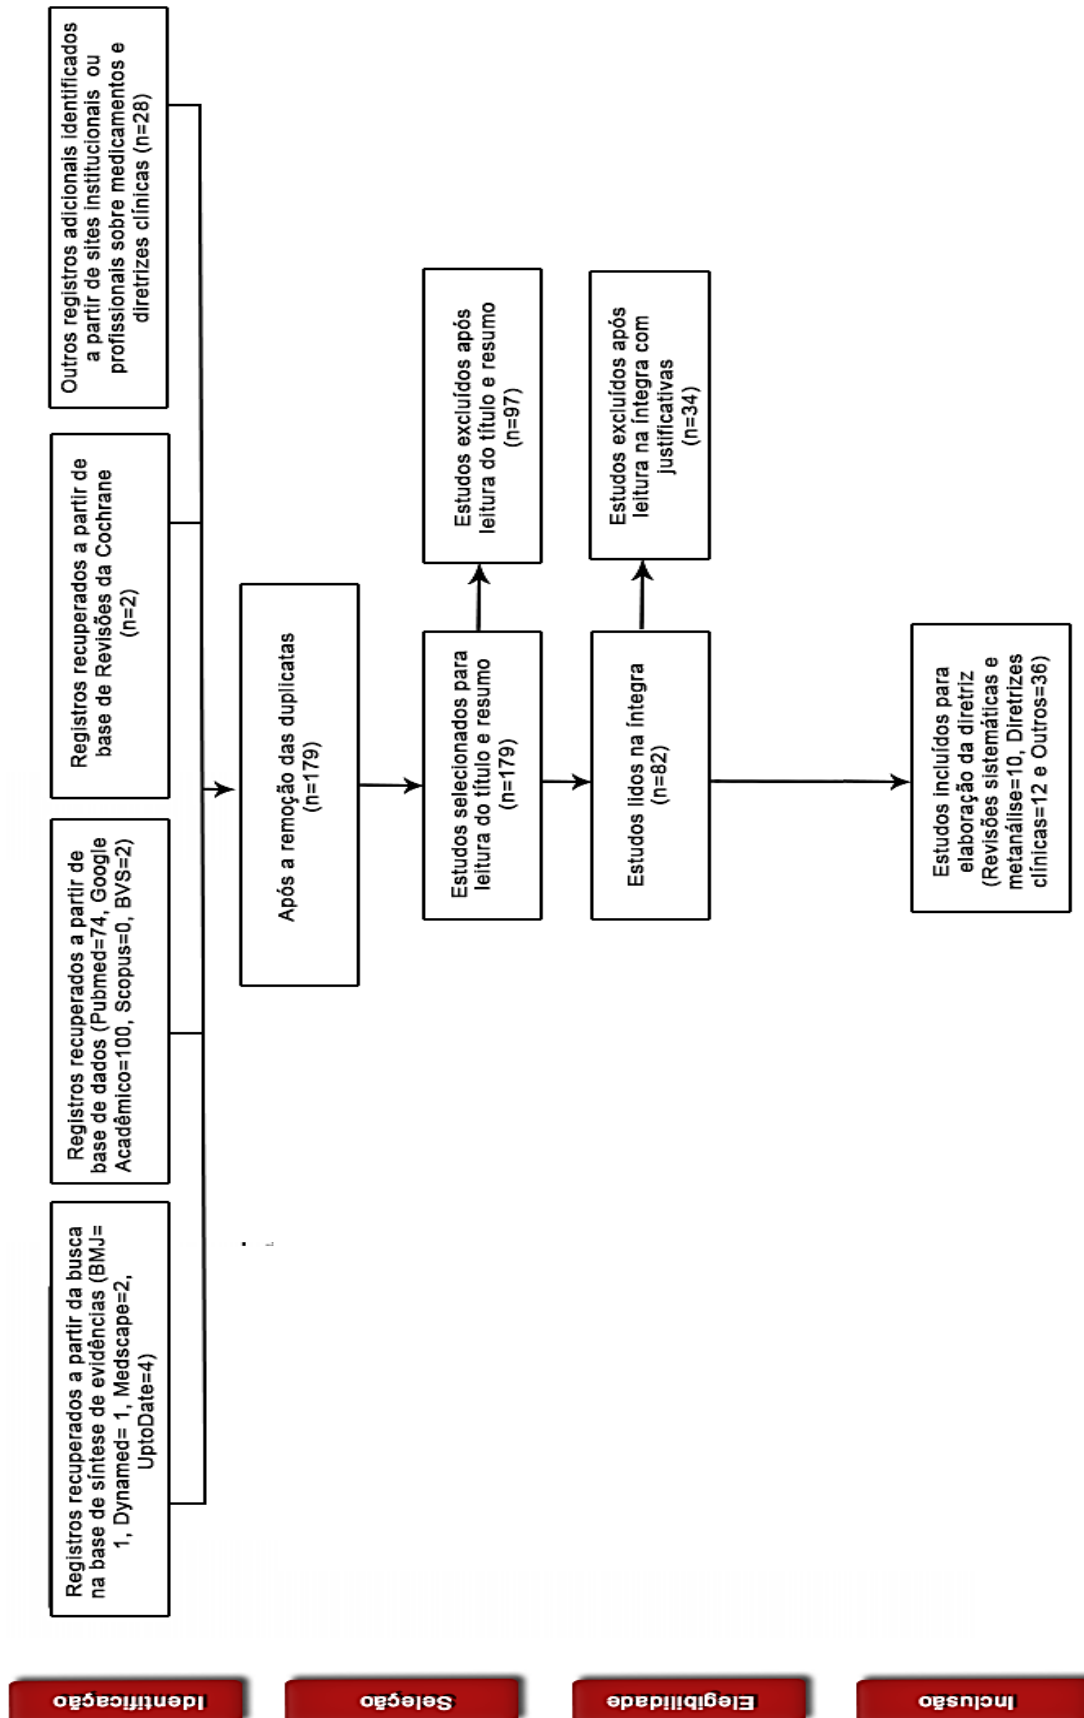 Identificação
Registros recuperados a partir da busca
na base de síntese de evidências (BMJ=
1, Dynamed= 1, Medscape=2,
UptoDate=4)
Registros recuperados a partir de
base de dados (Pubmed=74, Google
Acadêmico=100, Scopus=0, BVS=2)
Registros recuperados a partir de
base de Revisões da Cochrane
(n=2)
Outros registros adicionais identificados
a partir de sites institucionais ou
profissionais sobre medicamentos e
diretrizes clínicas (n=28)
Seleção
Após a remoção das duplicatas
(n=179)
Estudos selecionados para
leitura do título e resumo
(n=179)
Estudos excluídos após
leitura do título e resumo
(n=97)
Elegibilidade
Estudos lidos na íntegra
(n=82)
Estudos excluídos após
leitura na íntegra com
justificativas
(n=34)
Inclusão
Estudos incluídos para
elaboração da diretriz
(Revisões sistemáticas e
metanálise=10, Diretrizes
clínicas=12 e Outros=36)